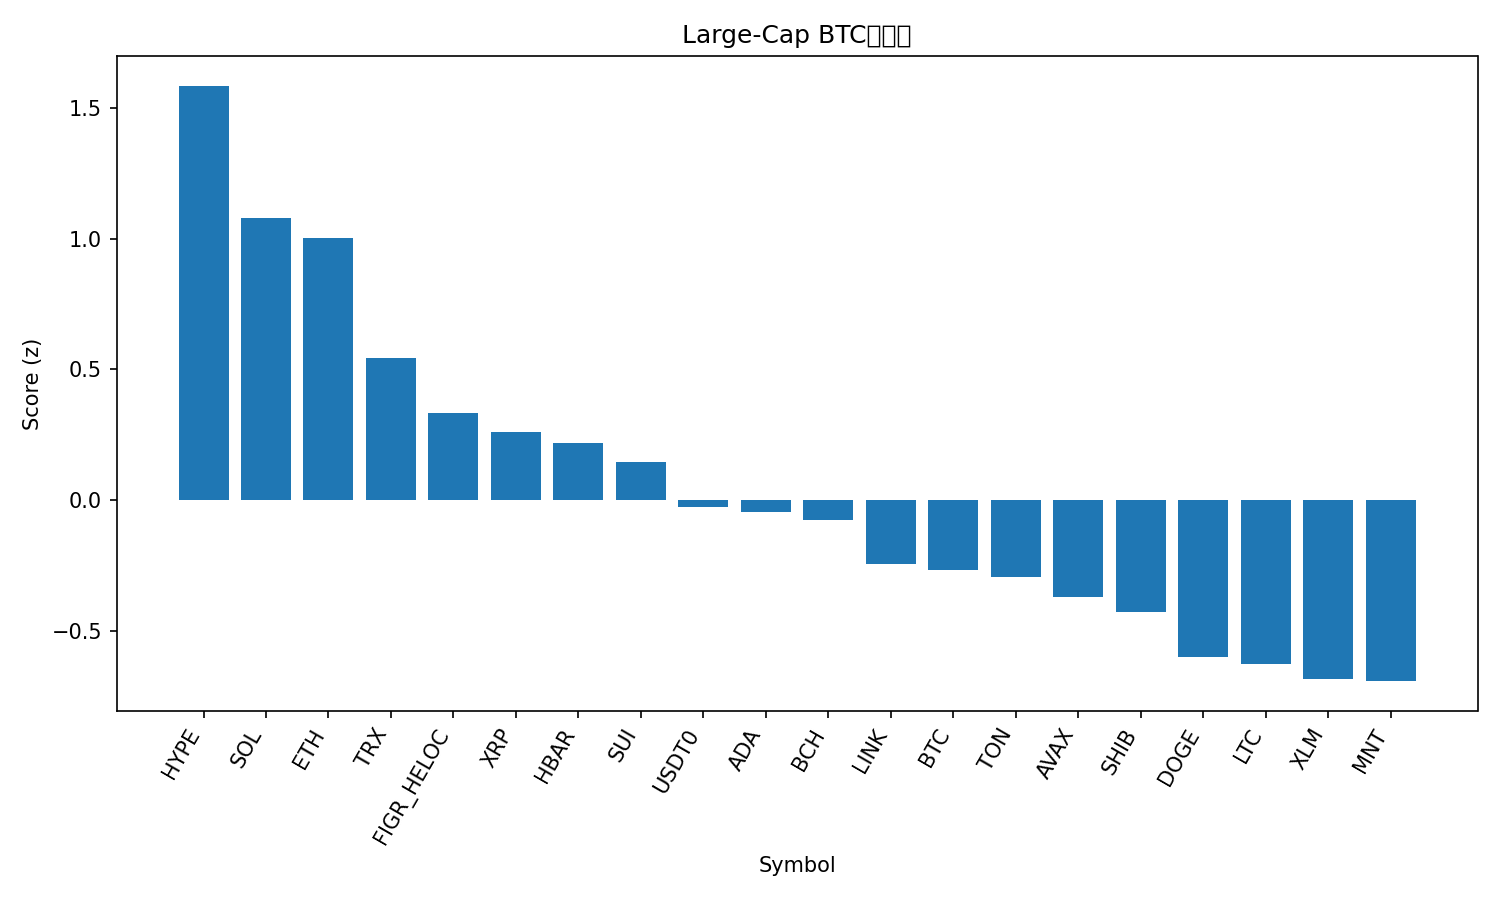 Large-Cap BTC
1.5
1.0
0.5
0.0
−0.5
Score (z)
HYPE
SOL
ETH
TRX
FIGR_HELOC
XRP
HBAR
SUI
USDT0
ADA
BCH
LINK
BTC
TON
AVAX
SHIB
DOGE
LTC
XLM
MNT
Symbol